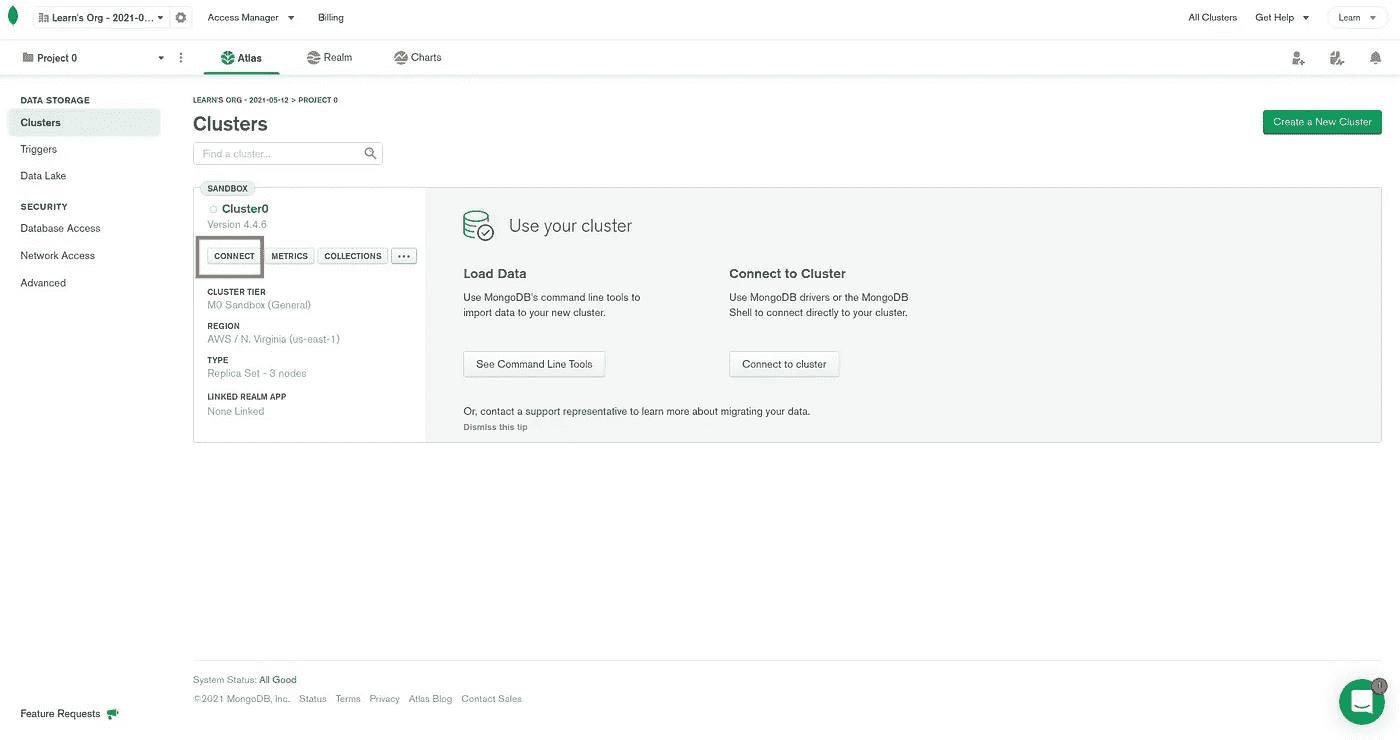 Learn's Org - 2021-0...
Access Manager
Billing
All Clusters
Get Help
Learn
Project 0
Atlas
Realm
Charts
DATA STORAGE
Clusters
Triggers
Data Lake
SECURITY
Database Access
Network Access
Advanced
LEARN'S ORG - 2021-05-12 > PROJECT 0
Clusters
Create a New Cluster
Find a cluster...
SANDBOX
Cluster0
Version 4.4.6
CONNECT
METRICS
COLLECTIONS
...
CLUSTER TIER
M0 Sandbox (General)
REGION
AWS / N. Virginia (us-east-1)
TYPE
Replica Set - 3 nodes
LINKED REALM APP
None Linked
Use your cluster
Load Data
Use MongoDB's command line tools to
import data to your new cluster.
See Command Line Tools
Connect to Cluster
Use MongoDB drivers or the MongoDB
Shell to connect directly to your cluster.
Connect to cluster
Or, contact a support representative to learn more about migrating your data.
Dismiss this tip
System Status: All Good
©2021 MongoDB, Inc. Status Terms Privacy Atlas Blog Contact Sales
Feature Requests